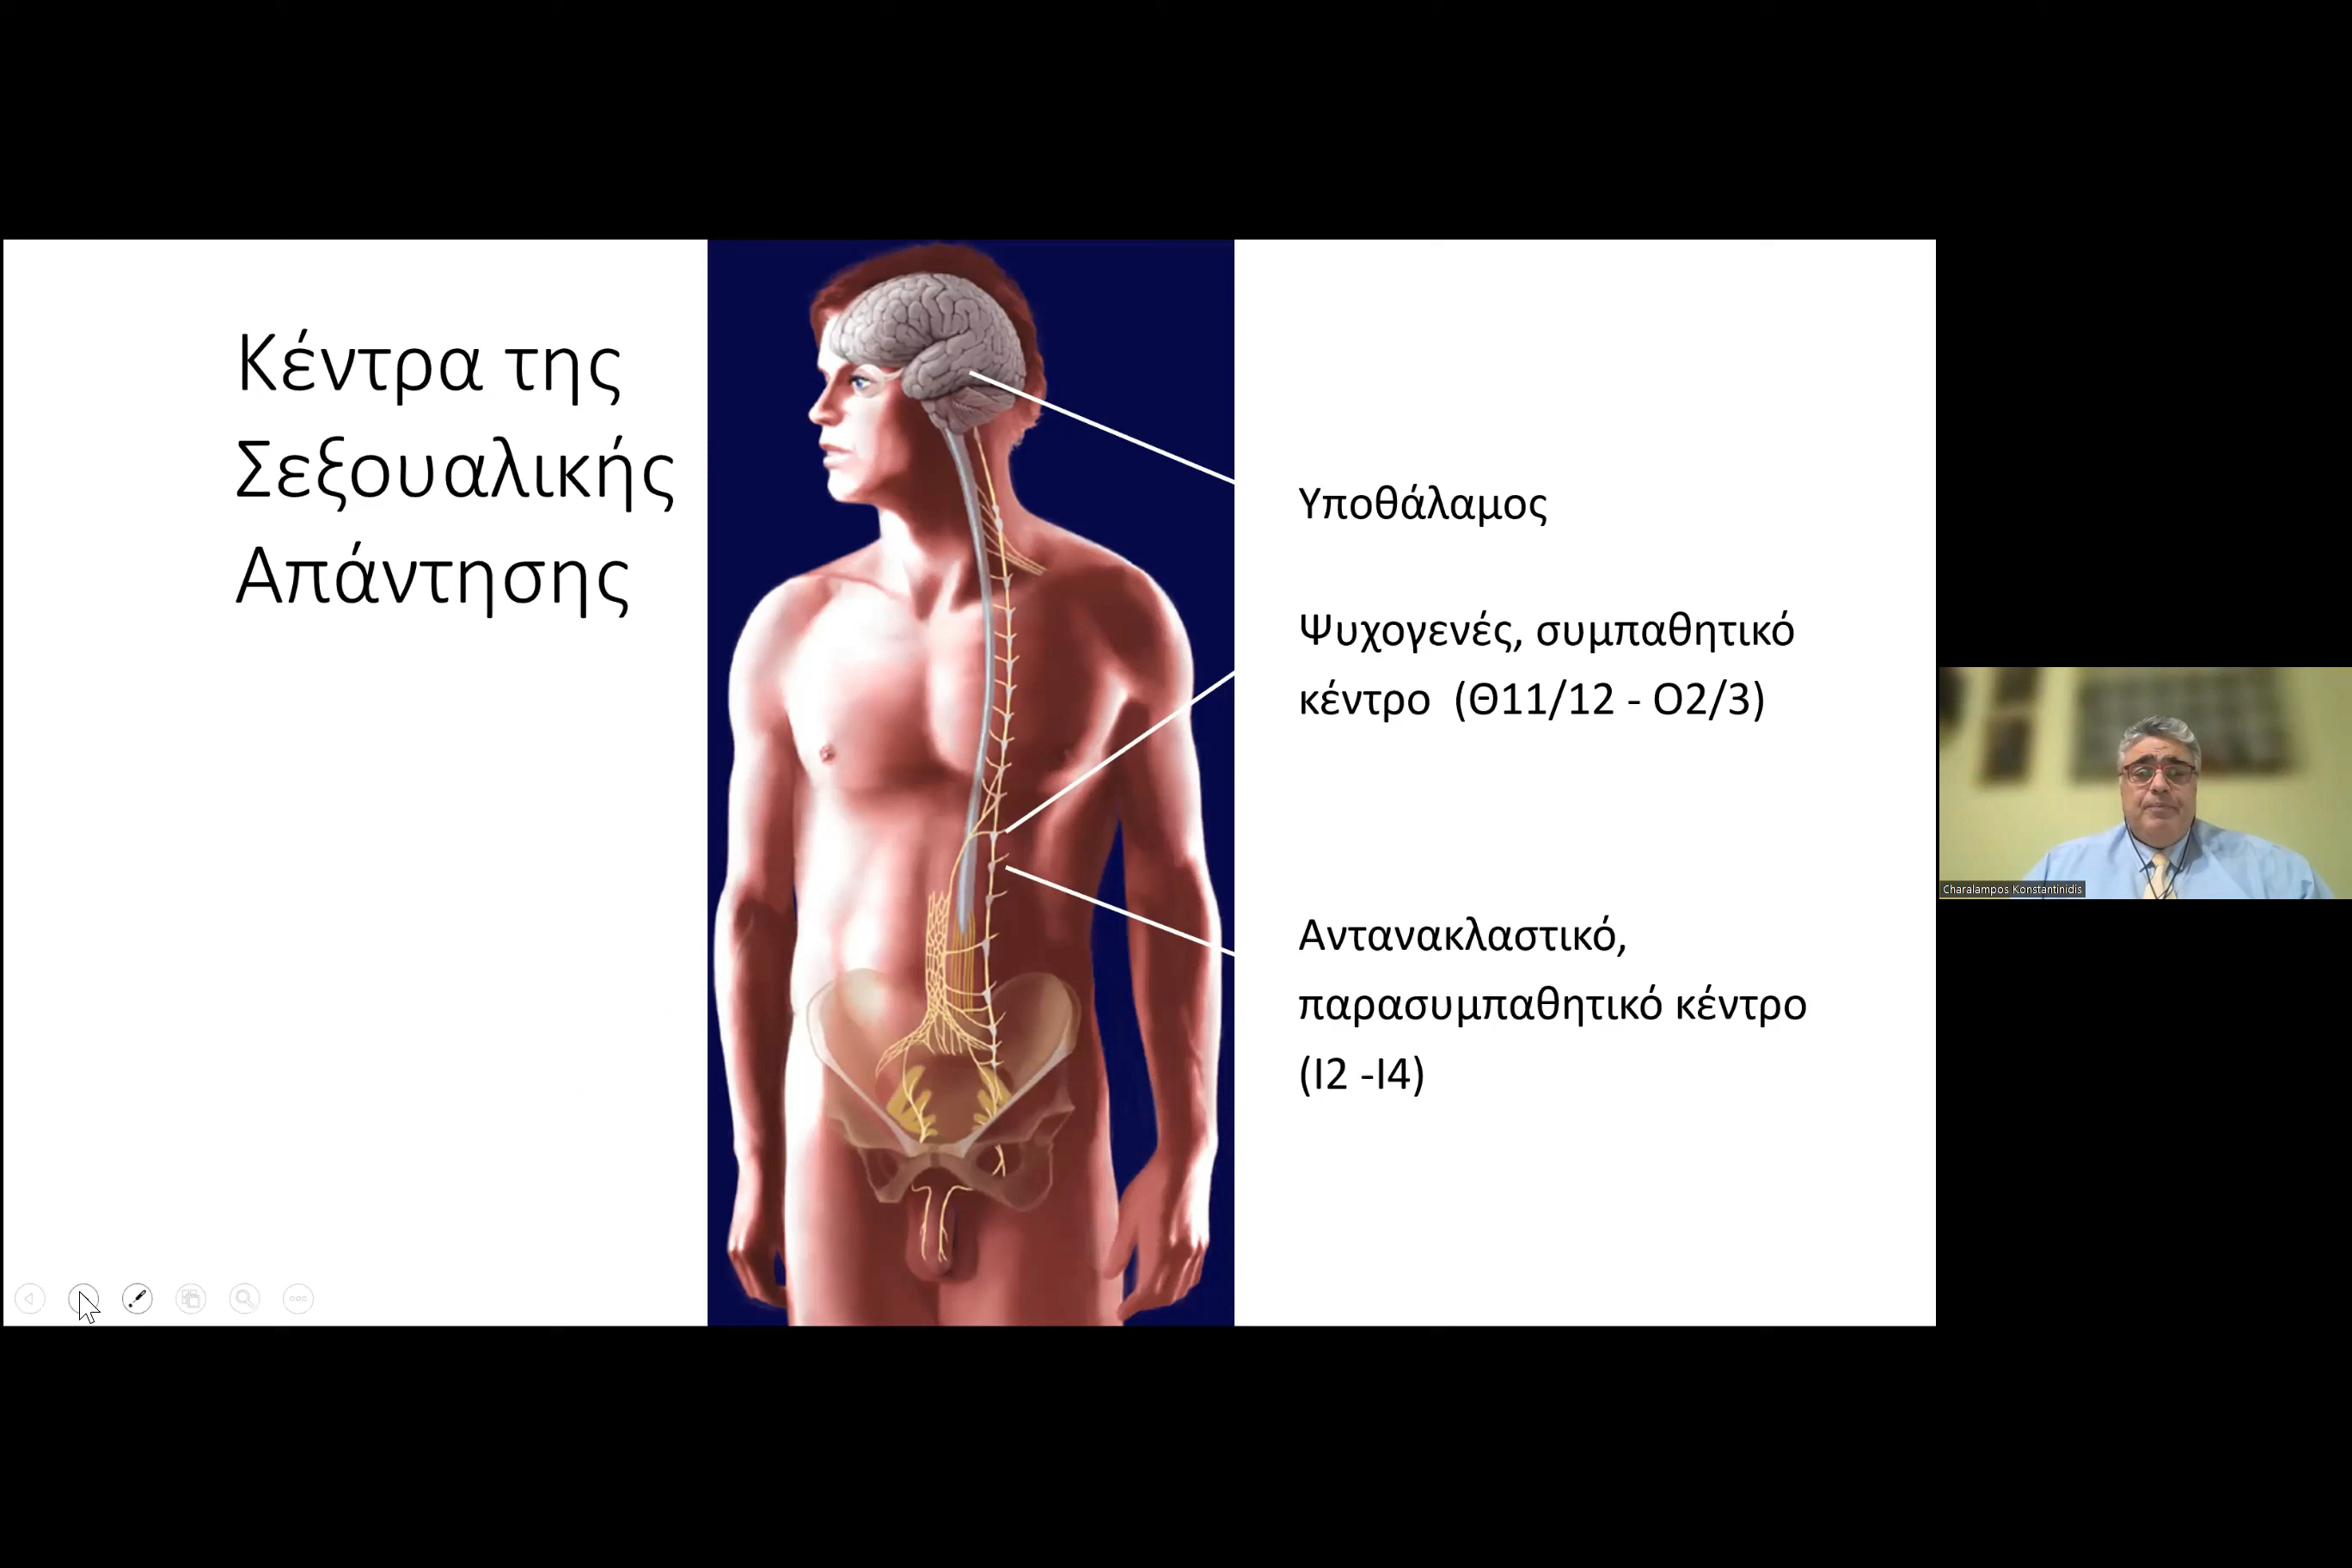 Κέντρα της
Σεξουαλικής
Απάντησης
Υποθάλαμος
Ψυχογενές, συμπαθητικό
κέντρο (Θ11/12 - Ο2/3)
Αντανακλαστικό,
παρασυμπαθητικό κέντρο
(Ι2 -Ι4)
Charalampos Konstantinidis